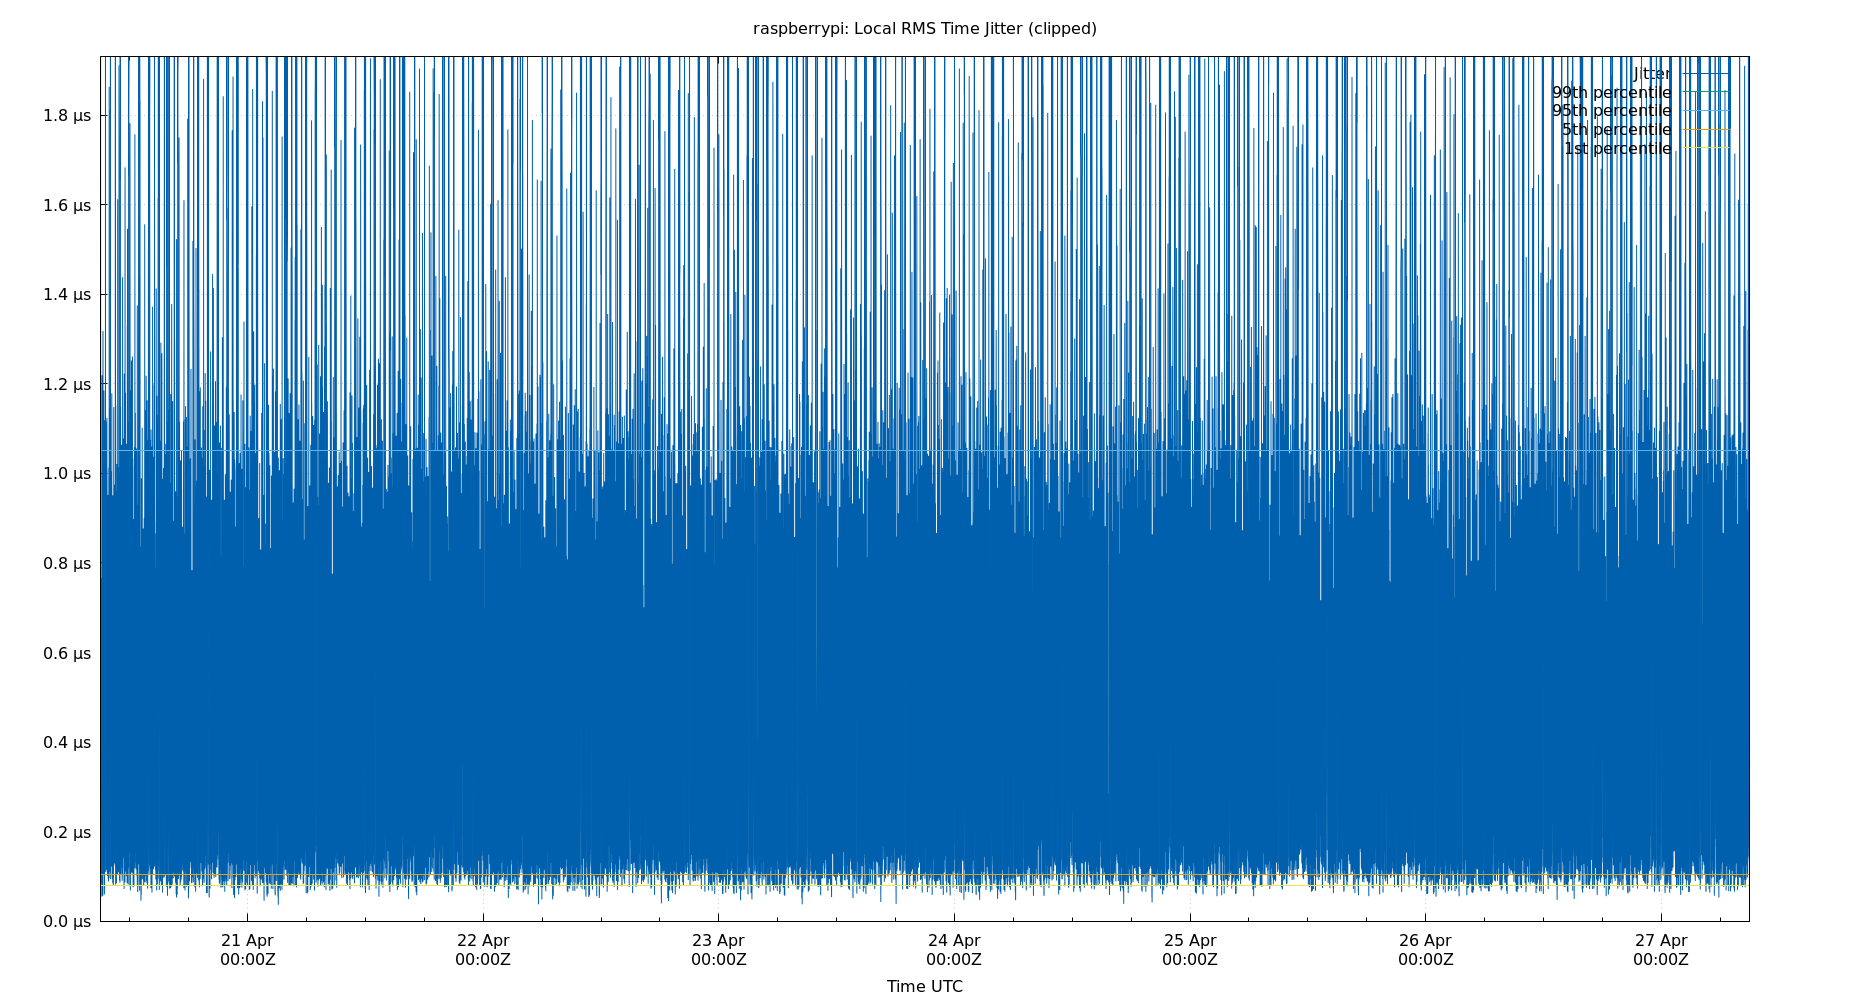 raspberrypi: Local RMS Time Jitter (clipped)
Jitter
99th percentile
95th percentile
5th percentile
1st percentile
1.8 µs
1.6 µs
1.4 µs
1.2 µs
1.0 µs
0.8 µs
0.6 µs
0.4 µs
0.2 µs
0.0 µs
21 Apr 22 Apr 23 Apr 24 Apr 25 Apr 26 Apr 27 Apr
00:00Z 00:00Z 00:00Z 00:00Z 00:00Z 00:00Z 00:00Z
Time UTC